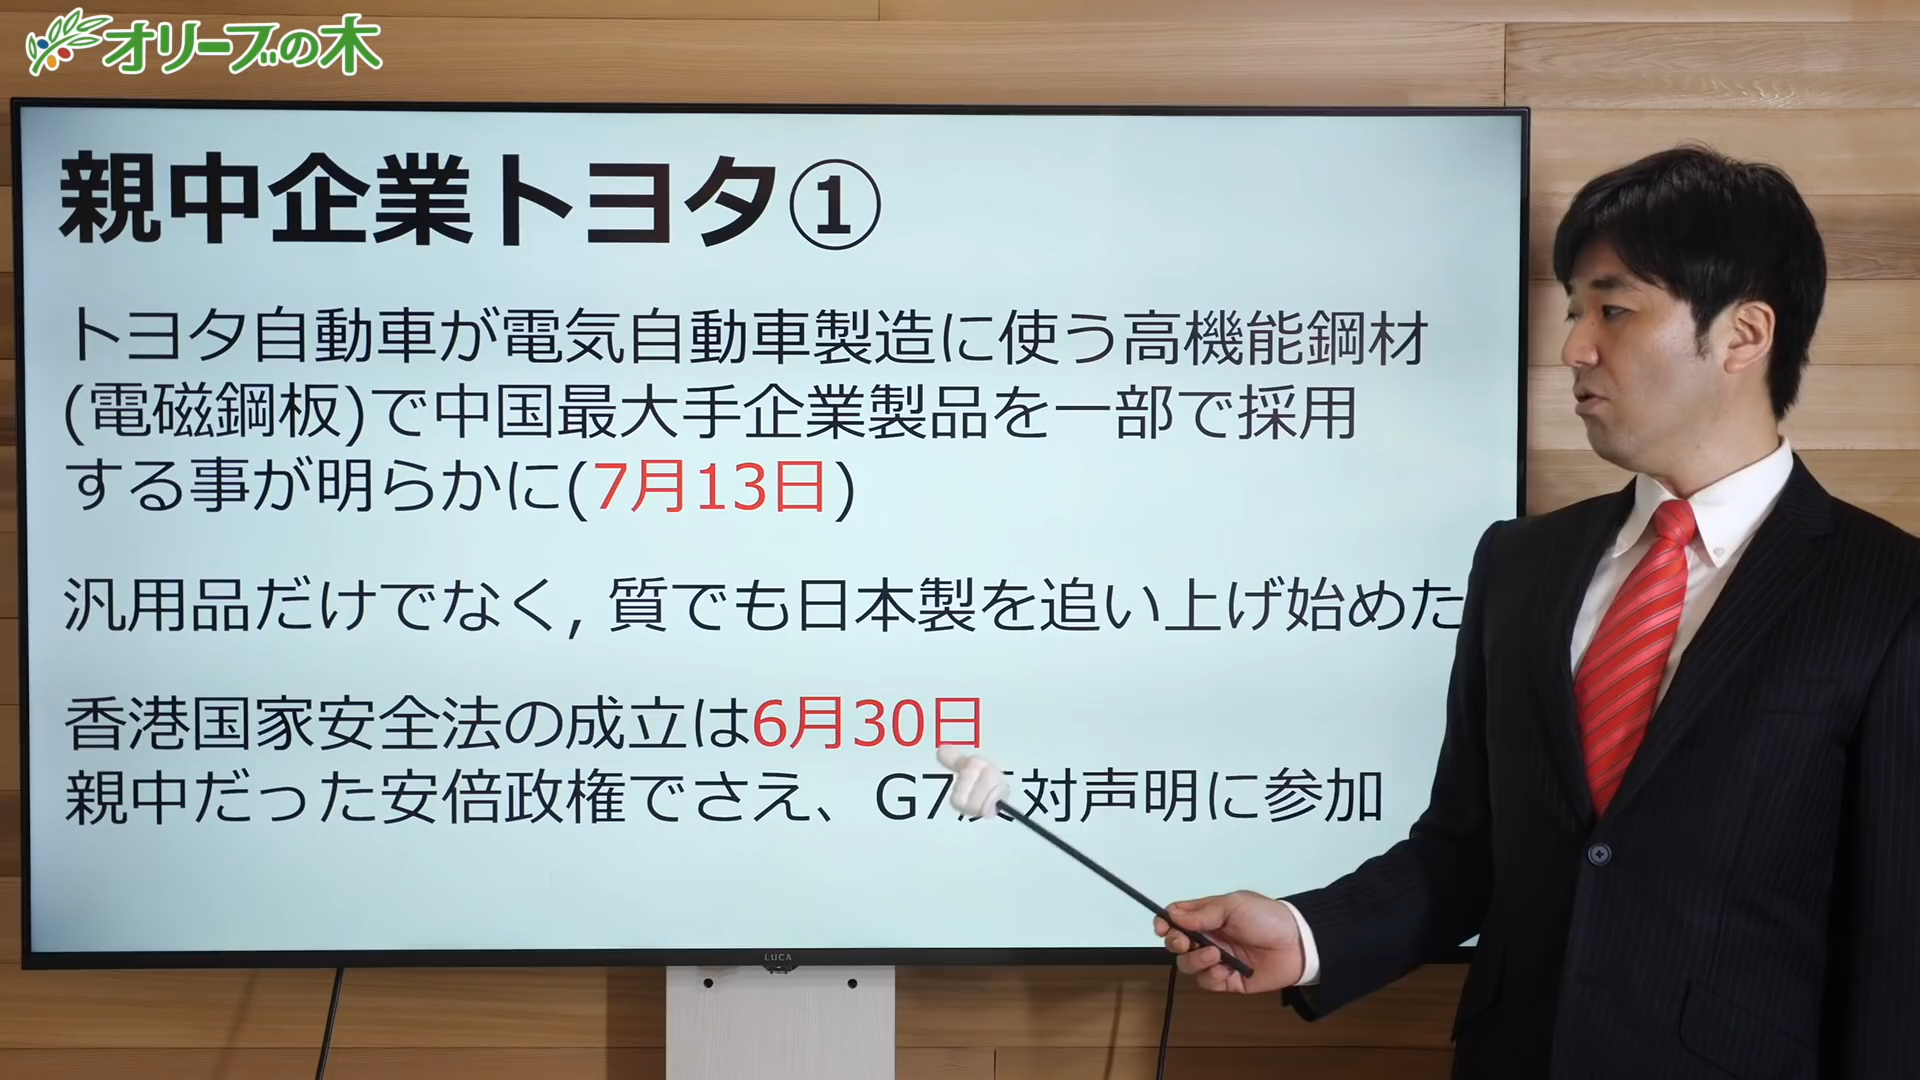 オリーブの木
親中企業トヨタ①
トヨタ自動車が電気自動車製造に使う高機能鋼材
(電磁鋼板)で中国最大手企業製品を一部で採用
する事が明らかに(7月13日)
汎用品だけでなく, 質でも日本製を追い上げ始めた
香港国家安全法の成立は6月30日
親中だった安倍政権でさえ、G7反対声明に参加
LUCA